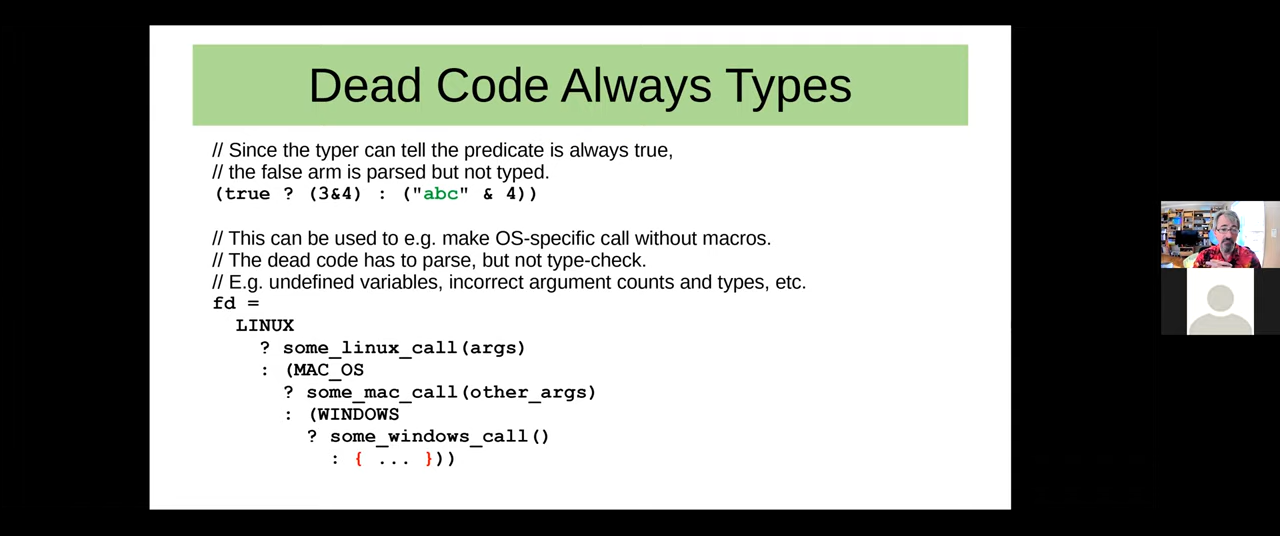 Dead Code Always Types
// Since the typer can tell the predicate is always true,
// the false arm is parsed but not typed.
(true ? (3&4) : ("abc" & 4))
// This can be used to e.g. make OS-specific call without macros.
// The dead code has to parse, but not type-check.
// E.g. undefined variables, incorrect argument counts and types, etc.
fd =
LINUX
? some_linux_call(args)
: (MAC_OS
? some_mac_call(other_args)
: (WINDOWS
? some_windows_call()
: { ... }))